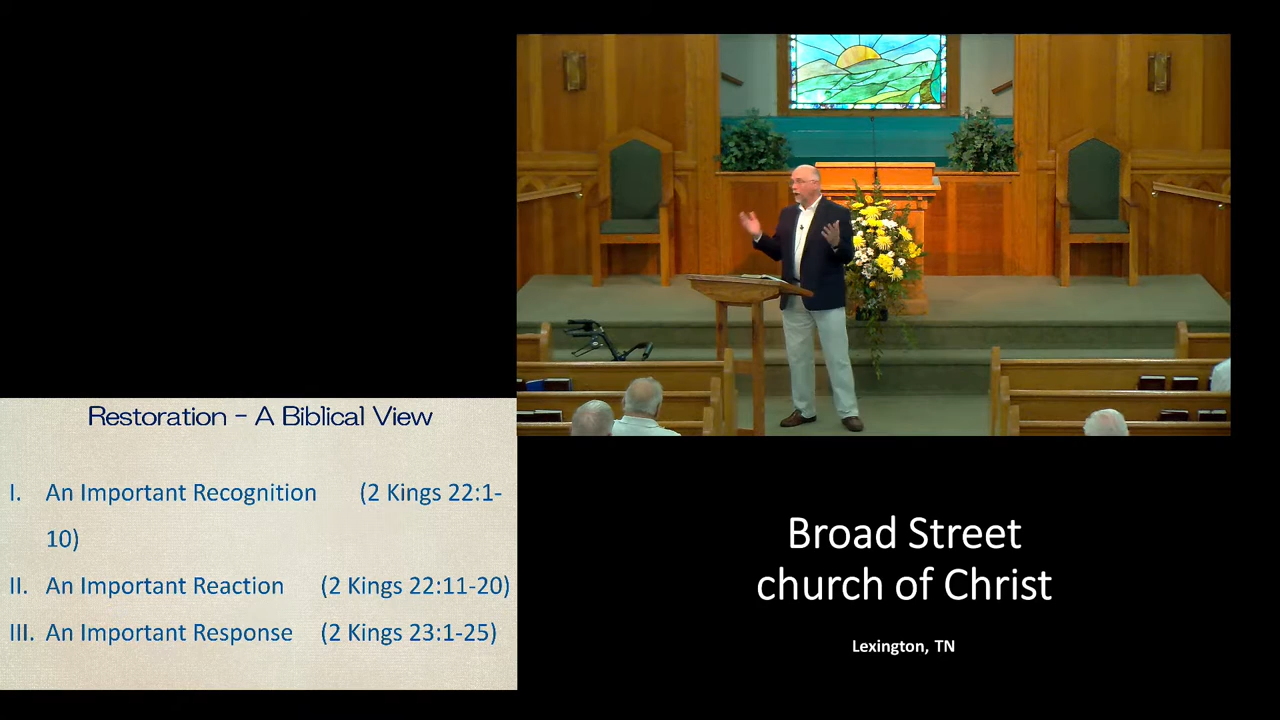 Restoration – A Biblical View
I. An Important Recognition (2 Kings 22:1-
10)
II. An Important Reaction (2 Kings 22:11-20)
III. An Important Response (2 Kings 23:1-25)
Broad Street
church of Christ
Lexington, TN